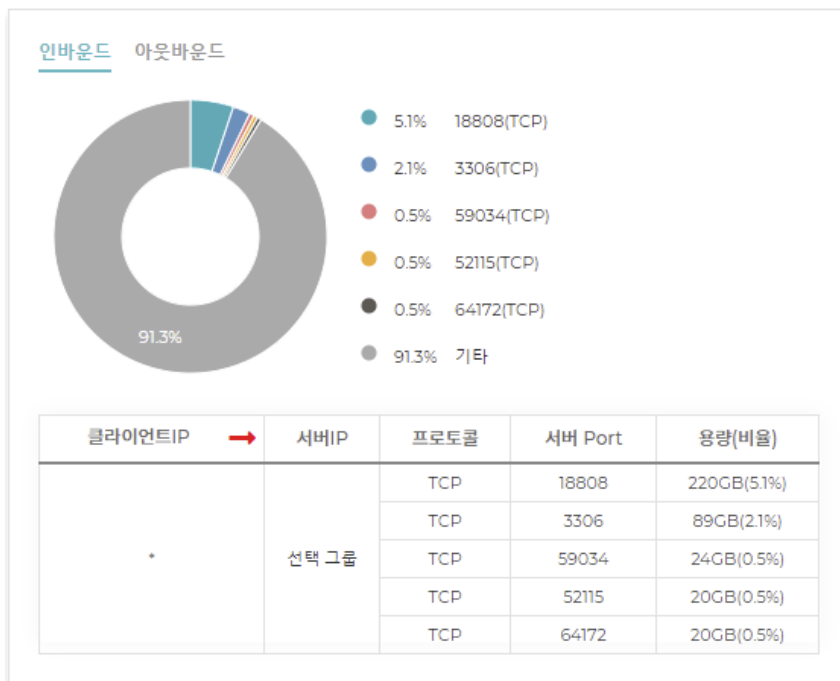 인바운드 아웃바운드
5.1% 18808(TCP)
2.1% 3306(TCP)
0.5% 59034(TCP)
0.5% 52115(TCP)
0.5% 64172(TCP)
91.3% 기타
91.3%
클라이언트IP → 서버IP 프로토콜 서버 Port 용량(비율)
TCP 18808 220GB(5.1%)
TCP 3306 89GB(2.1%)
* 선택 그룹 TCP 59034 24GB(0.5%)
TCP 52115 20GB(0.5%)
TCP 64172 20GB(0.5%)